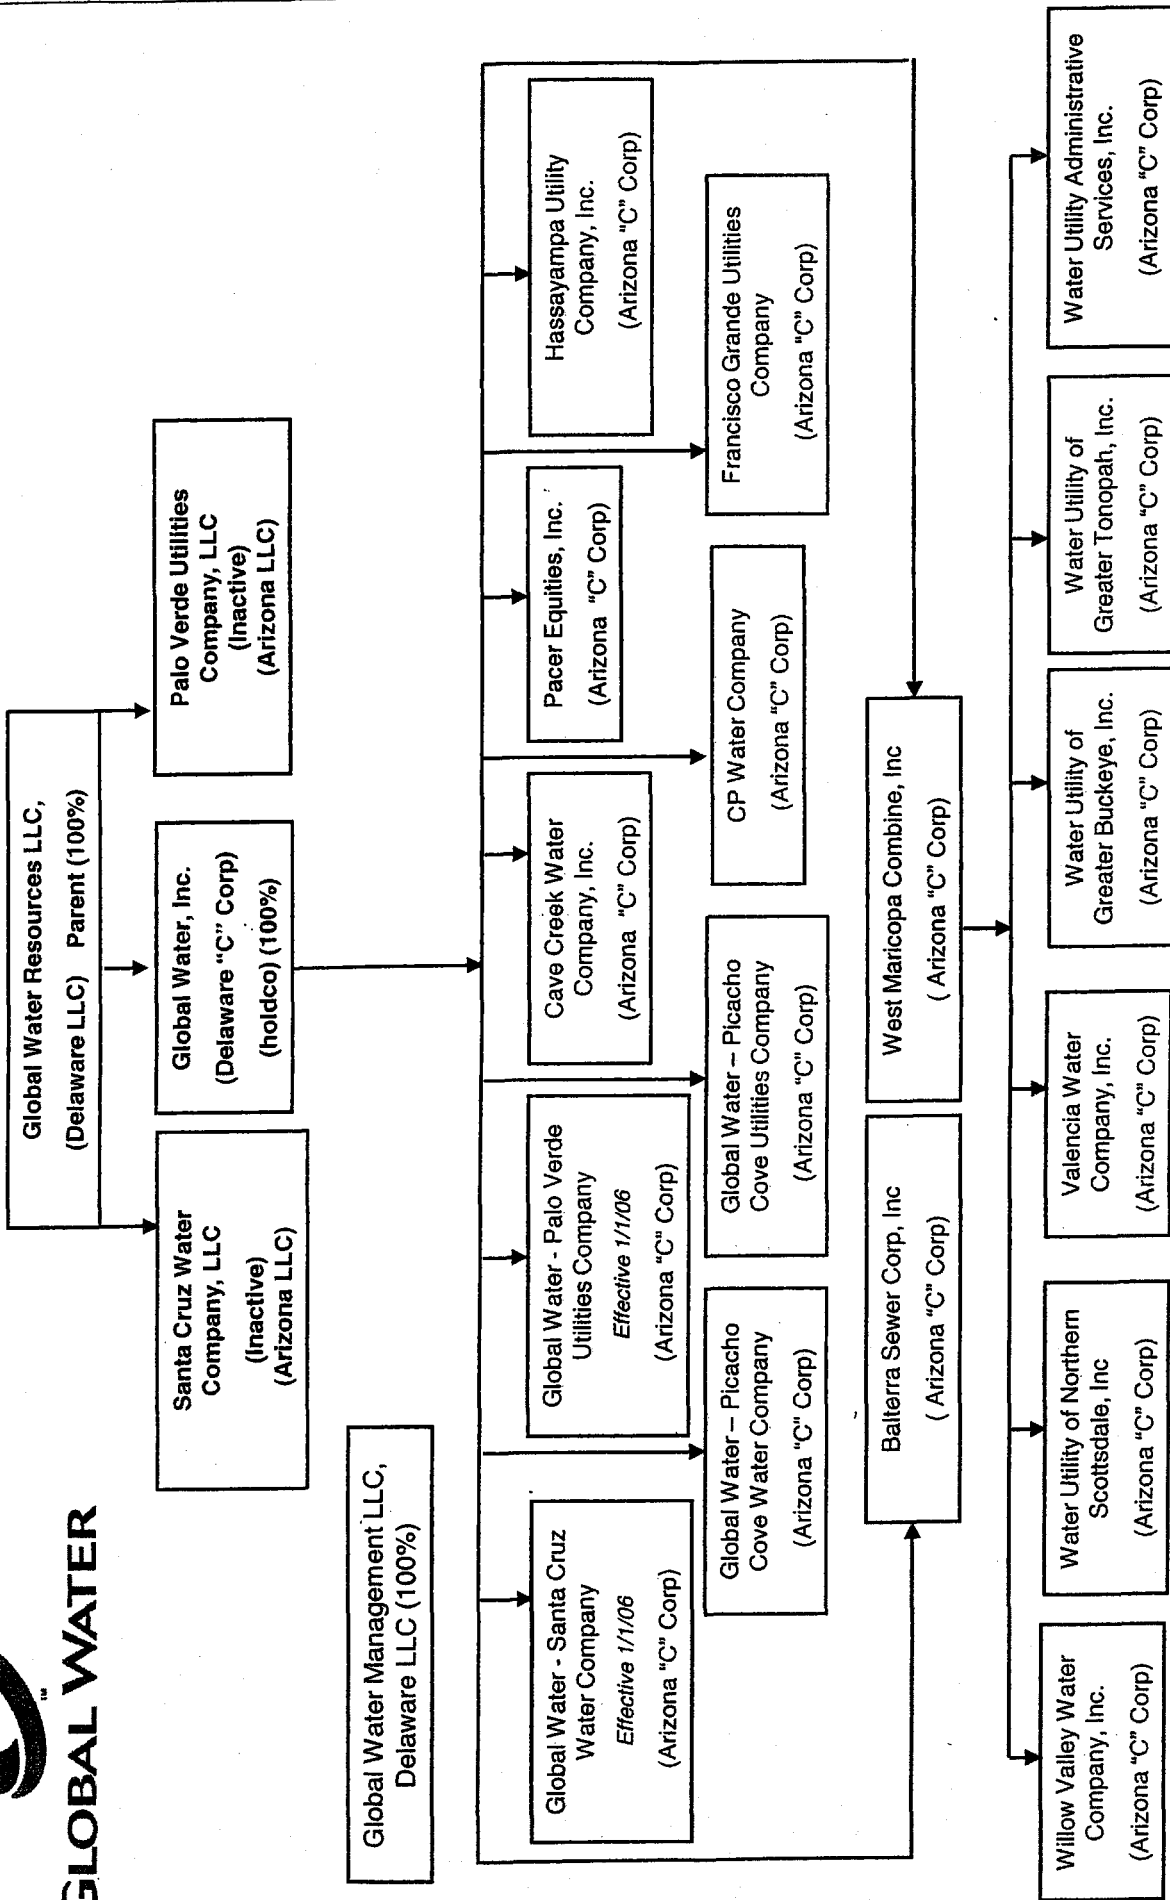 GLOBAL WATER
™
Global Water Resources LLC,
(Delaware LLC) Parent (100%)
Santa Cruz Water
Company, LLC
(Inactive)
(Arizona LLC)
Global Water, Inc.
(Delaware "C" Corp)
(holdco) (100%)
Palo Verde Utilities
Company, LLC
(Inactive)
(Arizona LLC)
Global Water Management LLC,
Delaware LLC (100%)
Global Water - Santa Cruz
Water Company
Effective 1/1/06
(Arizona "C" Corp)
Global Water - Palo Verde
Utilities Company
Effective 1/1/06
(Arizona "C" Corp)
Cave Creek Water
Company, Inc.
(Arizona "C" Corp)
Pacer Equities, Inc.
(Arizona "C" Corp)
Hassayampa Utility
Company, Inc.
(Arizona "C" Corp)
Global Water – Picacho
Cove Water Company
(Arizona "C" Corp)
Global Water – Picacho
Cove Utilities Company
(Arizona "C" Corp)
CP Water Company
(Arizona "C" Corp)
Francisco Grande Utilities
Company
(Arizona "C" Corp)
Balterra Sewer Corp, Inc
( Arizona "C" Corp)
West Maricopa Combine, Inc
( Arizona "C" Corp)
Willow Valley Water
Company, Inc.
(Arizona "C" Corp)
Water Utility of Northern
Scottsdale, Inc
(Arizona "C" Corp)
Valencia Water
Company, Inc.
(Arizona "C" Corp)
Water Utility of
Greater Buckeye, Inc.
(Arizona "C" Corp)
Water Utility of
Greater Tonopah, Inc.
(Arizona "C" Corp)
Water Utility Administrative
Services, Inc.
(Arizona "C" Corp)